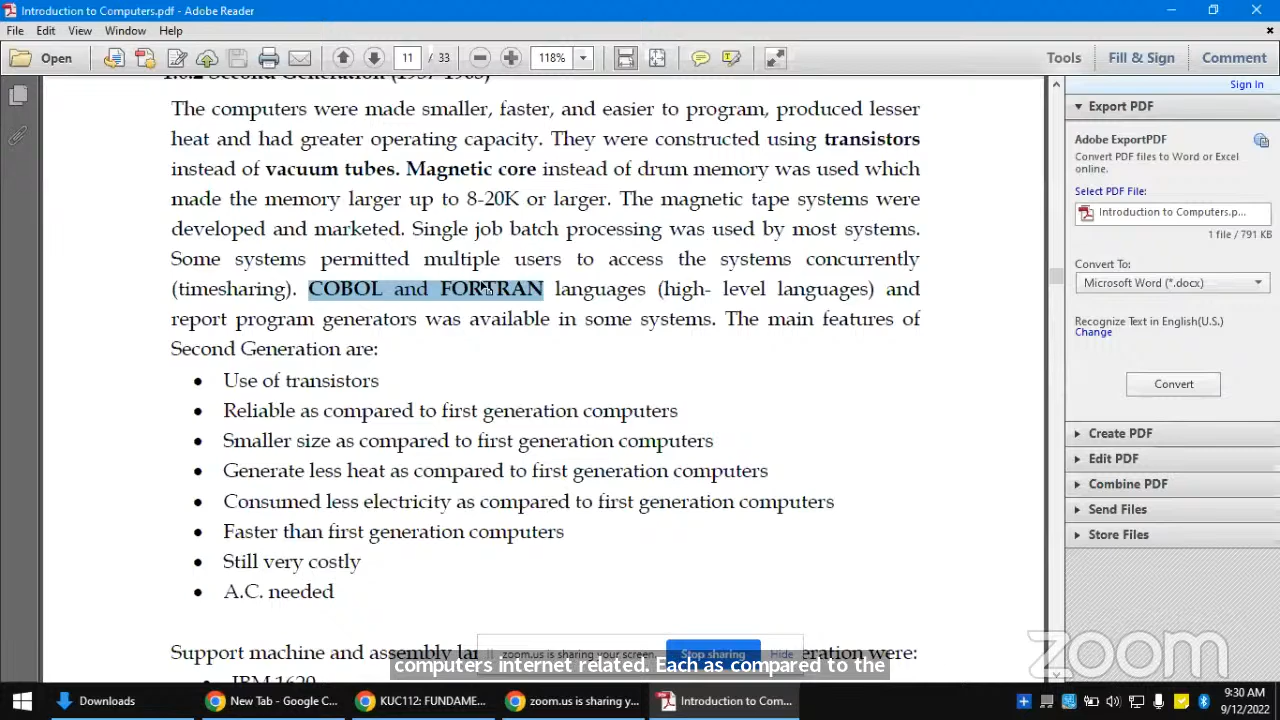 Introduction to Computers.pdf - Adobe Reader
File Edit View Window Help
Open 11 / 33 118% Tools Fill & Sign Comment
Sign In
The computers were made smaller, faster, and easier to program, produced lesser
heat and had greater operating capacity. They were constructed using transistors
instead of vacuum tubes. Magnetic core instead of drum memory was used which
made the memory larger up to 8-20K or larger. The magnetic tape systems were
developed and marketed. Single job batch processing was used by most systems.
Some systems permitted multiple users to access the systems concurrently
(timesharing). COBOL and FORTRAN languages (high- level languages) and
report program generators was available in some systems. The main features of
Second Generation are:
• Use of transistors
• Reliable as compared to first generation computers
• Smaller size as compared to first generation computers
• Generate less heat as compared to first generation computers
• Consumed less electricity as compared to first generation computers
• Faster than first generation computers
• Still very costly
• A.C. needed
Support machine and assembly eration were:
Export PDF
Adobe ExportPDF
Convert PDF files to Word or Excel
online.
Select PDF File:
Introduction to Computers.p...
1 file / 791 KB
Convert To:
Microsoft Word (*.docx)
Recognize Text in English(U.S.)
Change
Convert
Create PDF
Edit PDF
Combine PDF
Send Files
Store Files
zoom.us is sharing your screen. Stop sharing Hide
computers internet related. Each as compared to the
zoom
Downloads
New Tab - Google C...
KUC112: FUNDAME...
zoom.us is sharing y...
Introduction to Com...
9:30 AM
9/12/2022